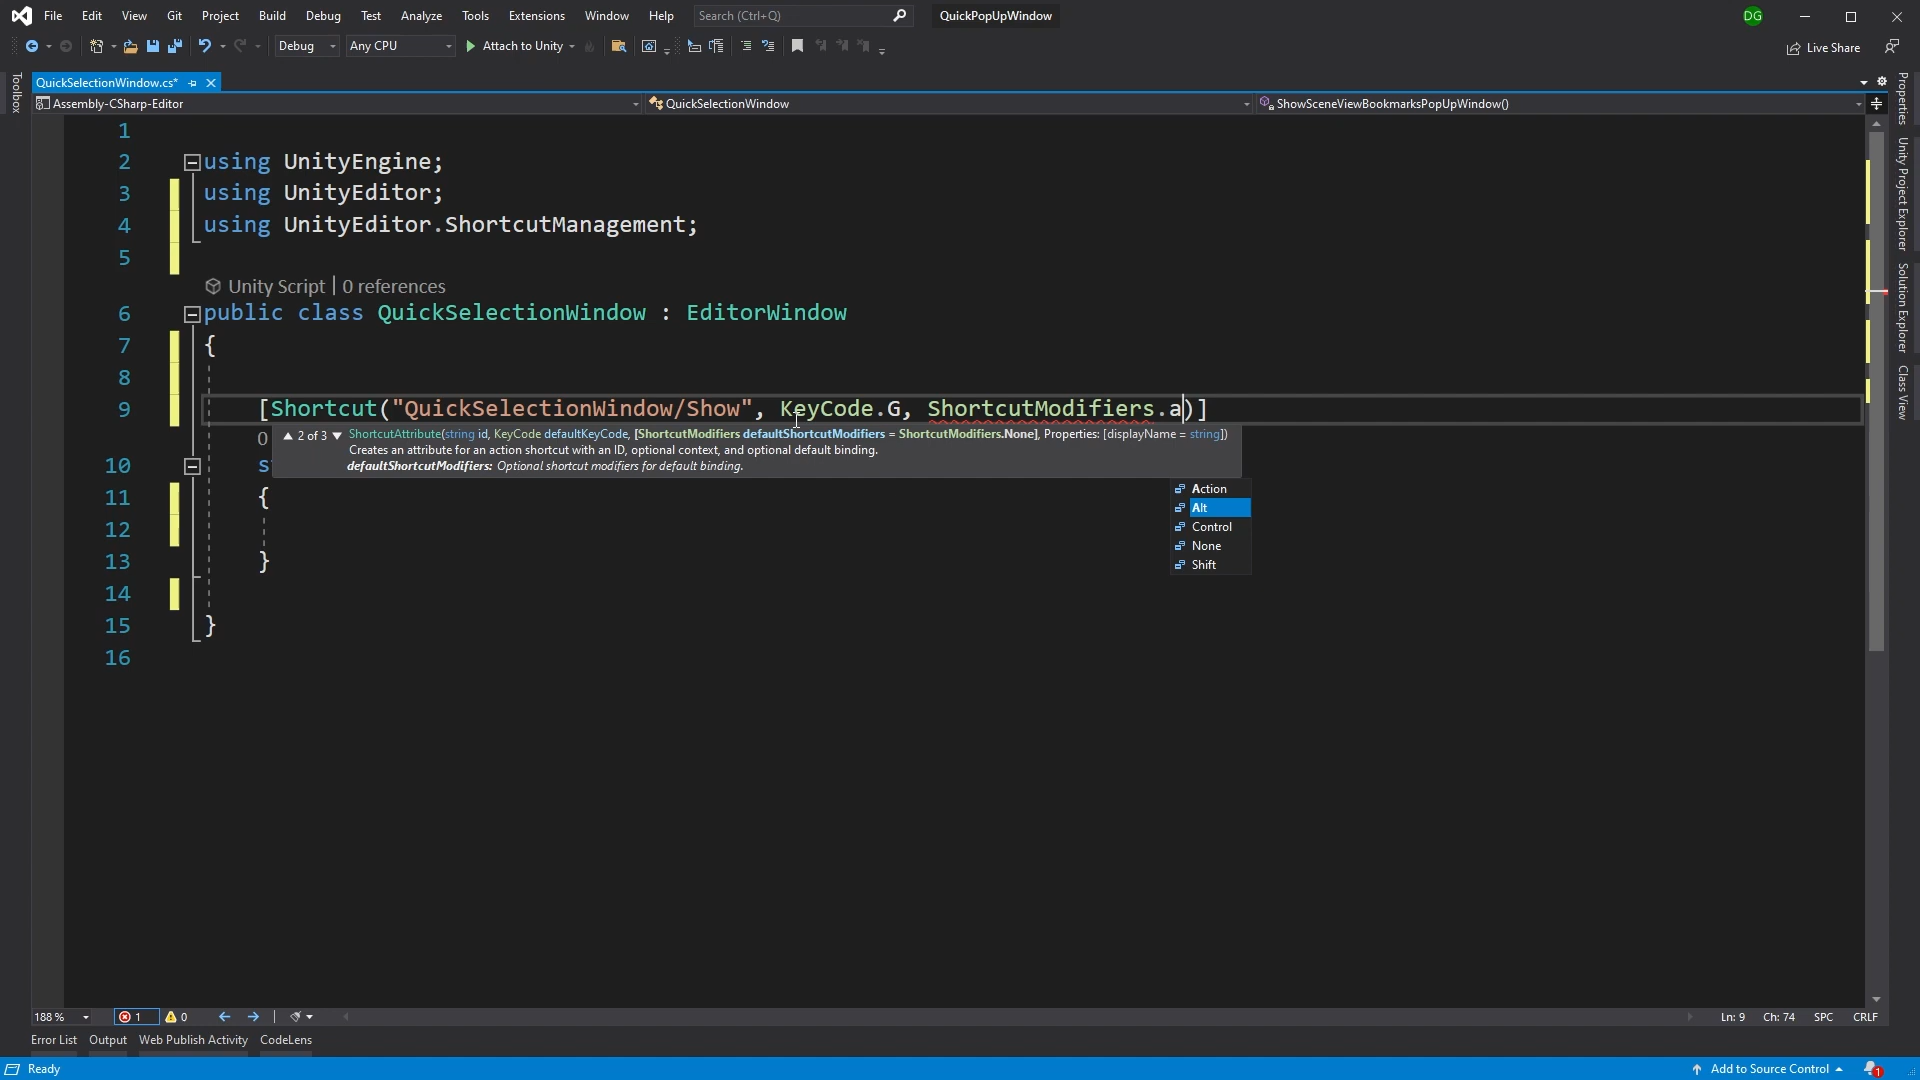 File Edit View Git Project Build Debug Test Analyze Tools Extensions Window Help Search (Ctrl+Q) QuickPopUpWindow DG
Debug Any CPU Attach to Unity Live Share
QuickSelectionWindow.cs*
Assembly-CSharp-Editor QuickSelectionWindow ShowSceneViewBookmarksPopUpWindow()
Toolbox
1
2 using UnityEngine;
3 using UnityEditor;
4 using UnityEditor.ShortcutManagement;
5
Unity Script | 0 references
6 public class QuickSelectionWindow : EditorWindow
7 {
8
9 [Shortcut("QuickSelectionWindow/Show", KeyCode.G, ShortcutModifiers.a)]
0
2 of 3 ShortcutAttribute(string id, KeyCode defaultKeyCode, [ShortcutModifiers defaultShortcutModifiers = ShortcutModifiers.None], Properties: [displayName = string])
Creates an attribute for an action shortcut with an ID, optional context, and optional default binding.
defaultShortcutModifiers: Optional shortcut modifiers for default binding.
10 s
11 {
12
13 }
14
15 }
16
Action
Alt
Control
None
Shift
Properties
Unity Project Explorer
Solution Explorer
Class View
188 % 1 0 Ln: 9 Ch: 74 SPC CRLF
Error List Output Web Publish Activity CodeLens
Ready Add to Source Control 1